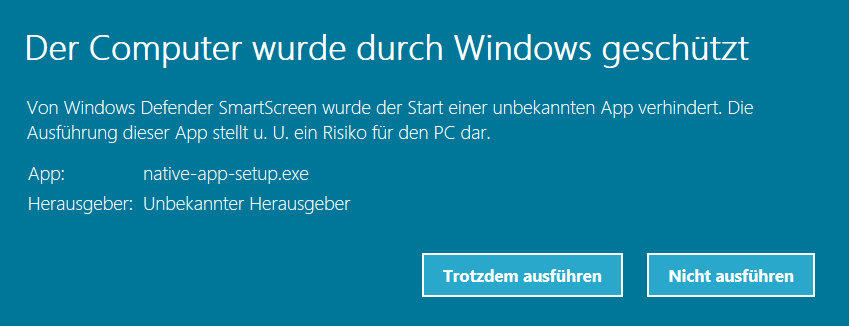 Der Computer wurde durch Windows geschützt
Von Windows Defender SmartScreen wurde der Start einer unbekannten App verhindert. Die
Ausführung dieser App stellt u. U. ein Risiko für den PC dar.
App: native-app-setup.exe
Herausgeber: Unbekannter Herausgeber
Trotzdem ausführen Nicht ausführen